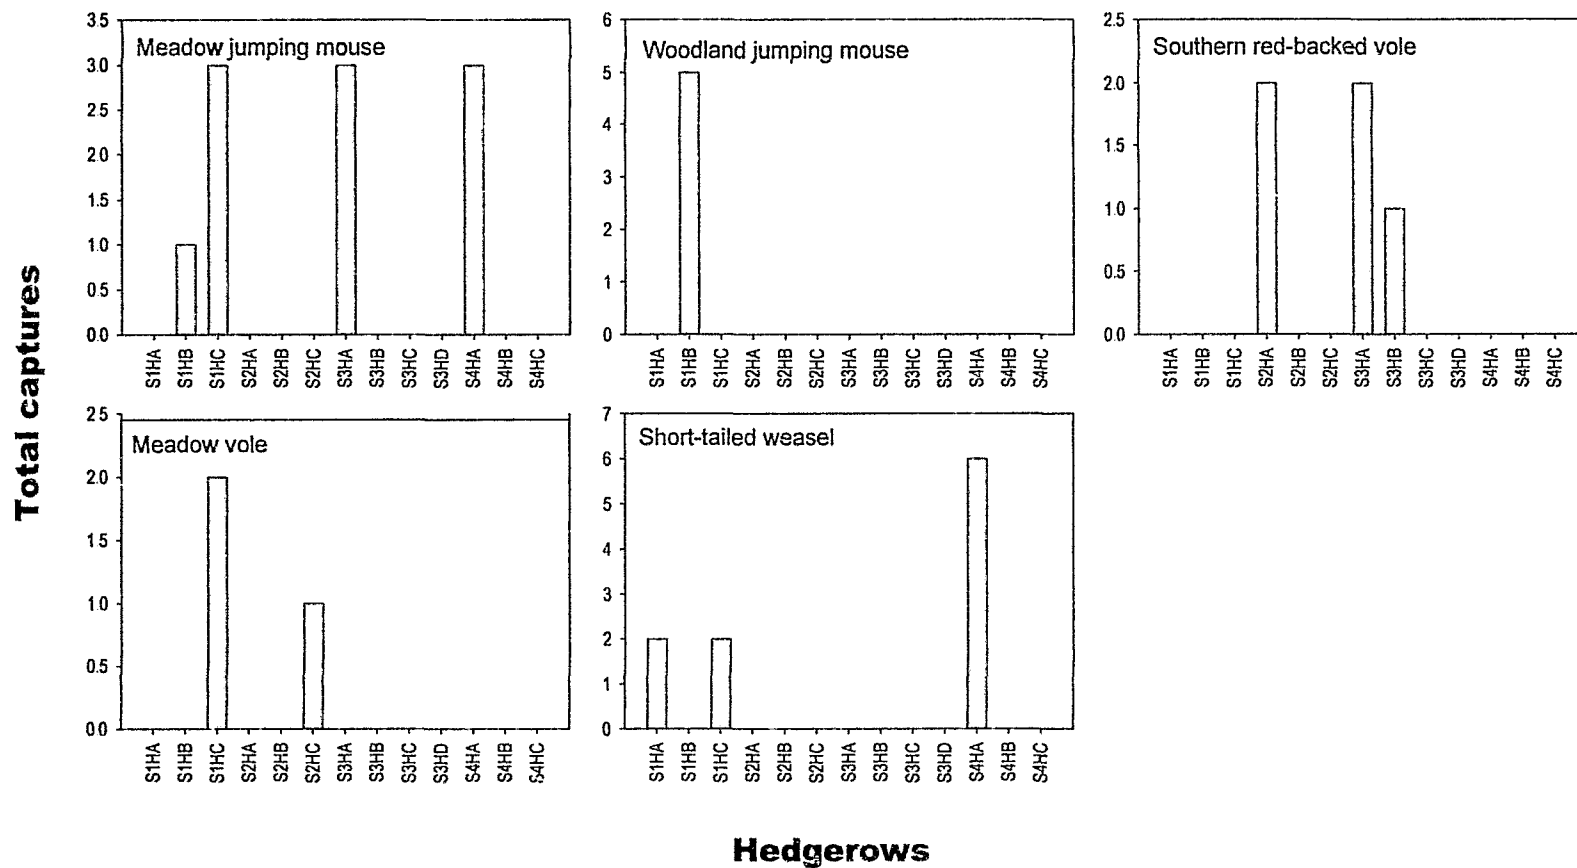 Total captures
Meadow jumping mouse
3.5
3.0
2.5
2.0
1.5
1.0
0.5
0.0
S1HA S1HB S1HC S2HA S2HB S2HC S3HA S3HB S3HC S3HD S4HA S4HB S4HC
Woodland jumping mouse
6
5
4
3
2
1
0
S1HA S1HB S1HC S2HA S2HB S2HC S3HA S3HB S3HC S3HD S4HA S4HB S4HC
Southern red-backed vole
2.5
2.0
1.5
1.0
0.5
0.0
S1HA S1HB S1HC S2HA S2HB S2HC S3HA S3HB S3HC S3HD S4HA S4HB S4HC
Meadow vole
2 5
2.0
1 5
1.0
0.5
0 0
S1HA S1HB S1HC S2HA S2HB S2HC S3HA S3HB S3HC S3HD S4HA S4HB S4HC
Short-tailed weasel
7
6
5
4
3
2
1
0
S1HA S1HB S1HC S2HA S2HB S2HC S3HA S3HB S3HC S3HD S4HA S4HB S4HC
Hedgerows